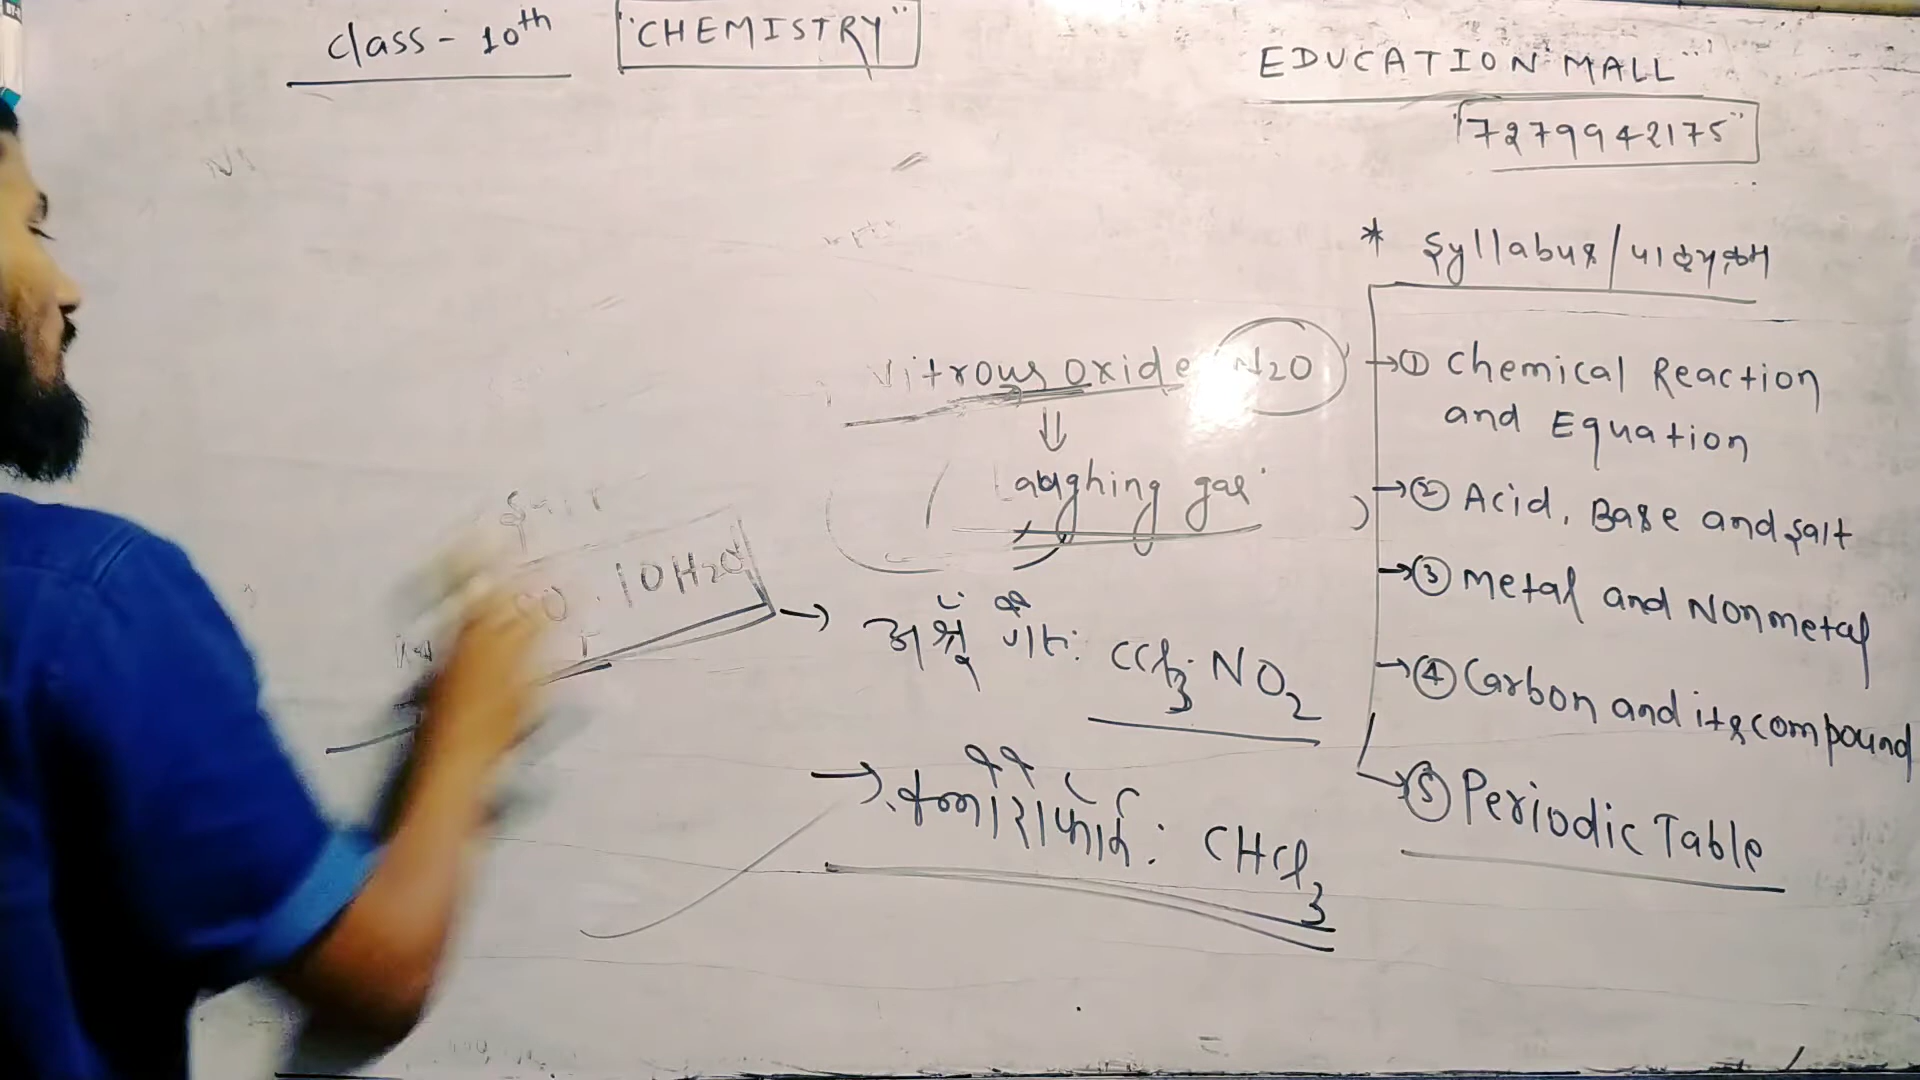 Class - 10th
"CHEMISTRY"
EDUCATION MALL
"7279942175"
* Syllabus / पाठ्यक्रम
→① Chemical Reaction
and Equation
→② Acid, Base and Salt
→③ Metal and Nonmetal
→④ Carbon and its compound
→⑤ Periodic Table
Nitrous oxide N2O
⇓
Laughing gas
10H2O
→ अश्रु गैस: CCl3.NO2
→ क्लोरोफॉर्म: CHCl3